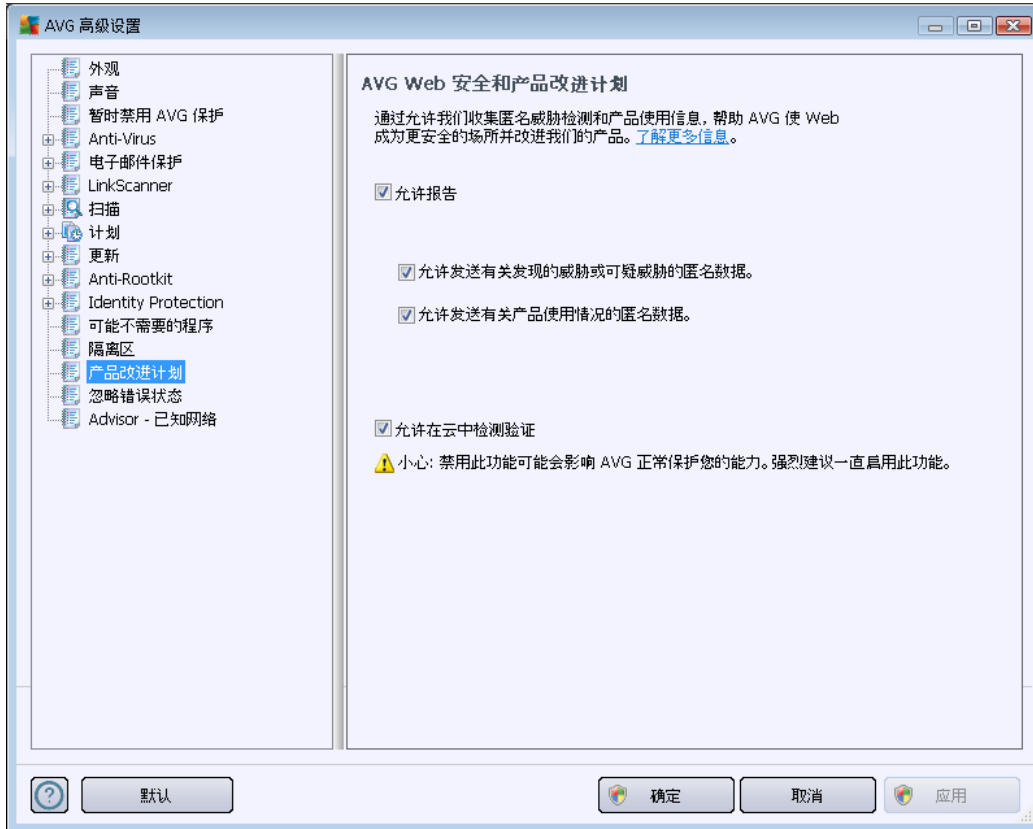 AVG 高级设置
外观
声音
暂时禁用 AVG 保护
Anti-Virus
电子邮件保护
LinkScanner
扫描
计划
更新
Anti-Rootkit
Identity Protection
可能不需要的程序
隔离区
产品改进计划
忽略错误状态
Advisor - 已知网络
AVG Web 安全和产品改进计划
通过允许我们收集匿名威胁检测和产品使用信息, 帮助 AVG 使 Web
成为更安全的场所并改进我们的产品。了解更多信息。
允许报告
允许发送有关发现的威胁或可疑威胁的匿名数据。
允许发送有关产品使用情况的匿名数据。
允许在云中检测验证
小心: 禁用此功能可能会影响 AVG 正常保护您的能力。强烈建议一直启用此功能。
默认
确定
取消
应用